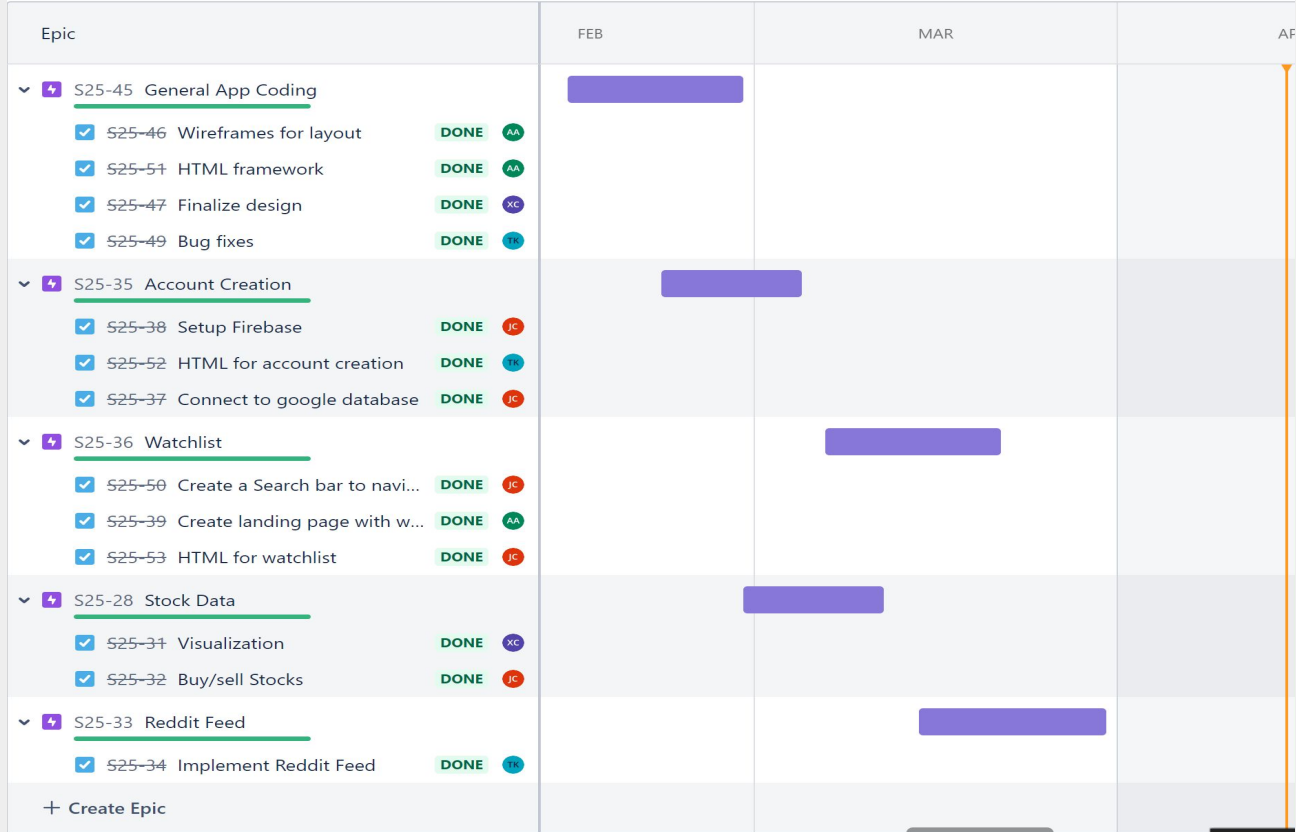 Epic FEB MAR AP
S25-45 General App Coding
S25-46 Wireframes for layout DONE AA
S25-51 HTML framework DONE AA
S25-47 Finalize design DONE XC
S25-49 Bug fixes DONE TK
S25-35 Account Creation
S25-38 Setup Firebase DONE JC
S25-52 HTML for account creation DONE TK
S25-37 Connect to google database DONE JC
S25-36 Watchlist
S25-50 Create a Search bar to navi... DONE JC
S25-39 Create landing page with w... DONE AA
S25-53 HTML for watchlist DONE JC
S25-28 Stock Data
S25-31 Visualization DONE XC
S25-32 Buy/sell Stocks DONE JC
S25-33 Reddit Feed
S25-34 Implement Reddit Feed DONE TK
+ Create Epic